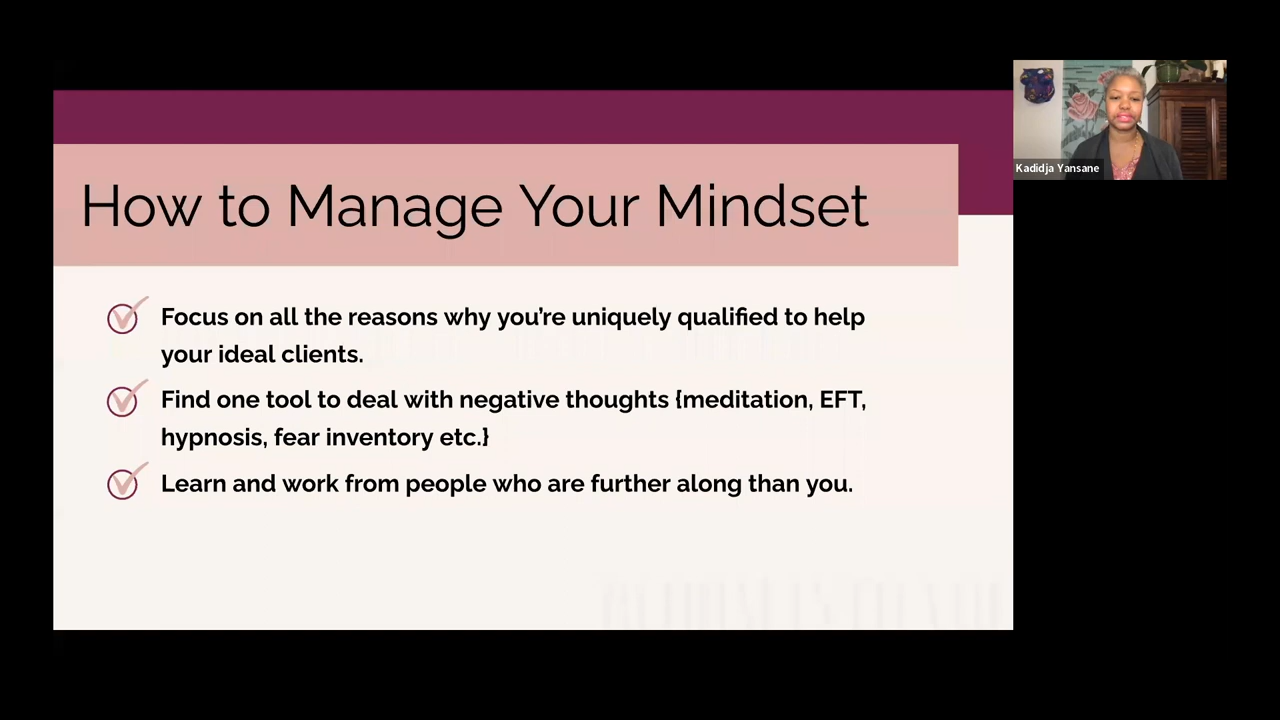 How to Manage Your Mindset
Kadidja Yansane
Focus on all the reasons why you're uniquely qualified to help
your ideal clients.
Find one tool to deal with negative thoughts {meditation, EFT,
hypnosis, fear inventory etc.}
Learn and work from people who are further along than you.